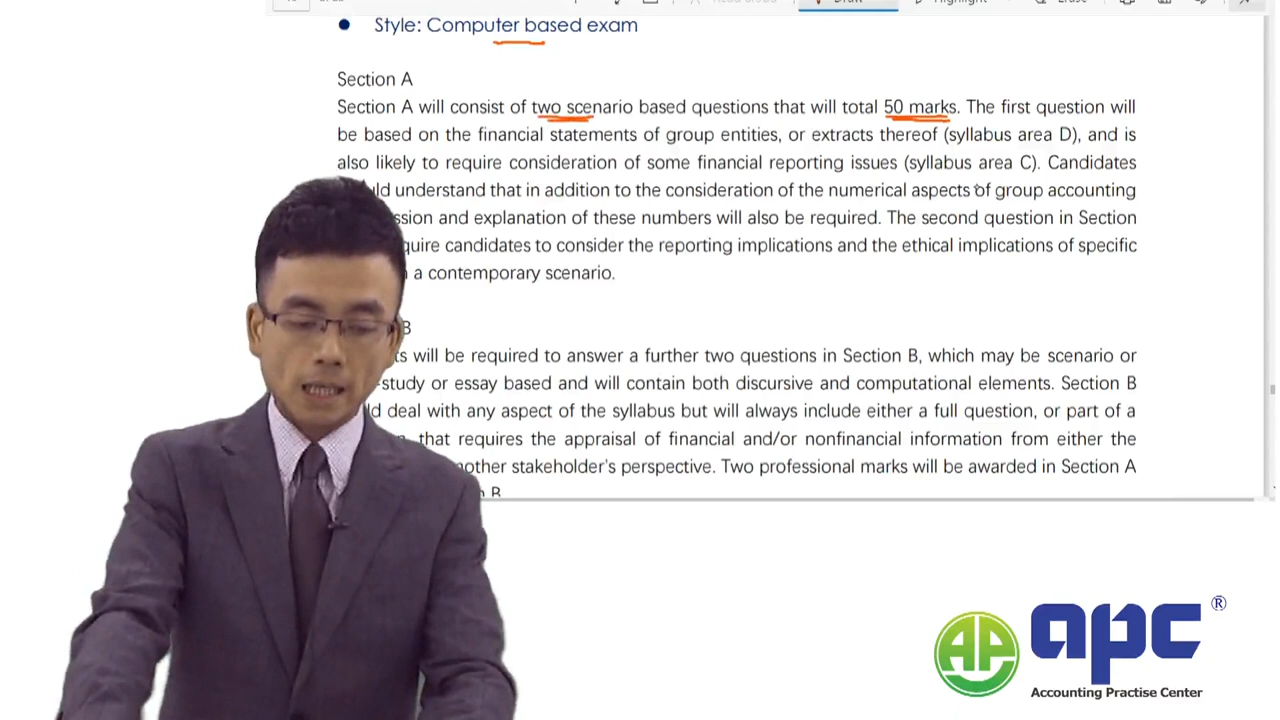 Style: Computer based exam
Section A
Section A will consist of two scenario based questions that will total 50 marks. The first question will
be based on the financial statements of group entities, or extracts thereof (syllabus area D), and is
also likely to require consideration of some financial reporting issues (syllabus area C). Candidates
understand that in addition to the consideration of the numerical aspects of group accounting
and explanation of these numbers will also be required. The second question in Section
candidates to consider the reporting implications and the ethical implications of specific
a contemporary scenario.
B
will be required to answer a further two questions in Section B, which may be scenario or
-study or essay based and will contain both discursive and computational elements. Section B
deal with any aspect of the syllabus but will always include either a full question, or part of a
that requires the appraisal of financial and/or nonfinancial information from either the
stakeholder's perspective. Two professional marks will be awarded in Section A
B
AP apc ®
Accounting Practise Center